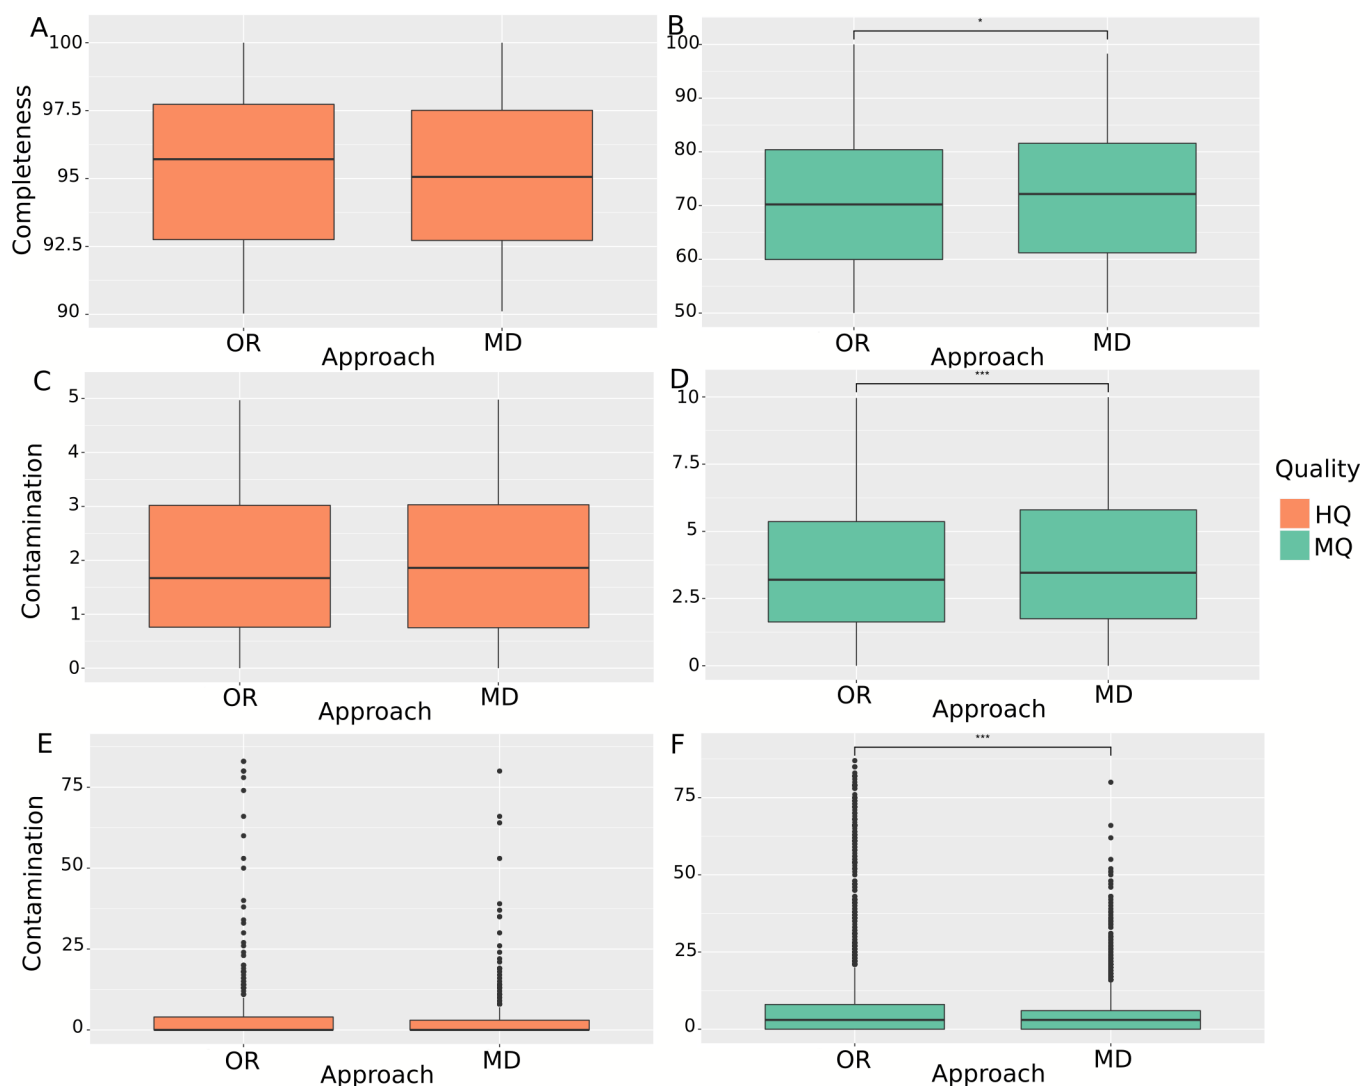 A
Completeness
100
97.5
95
92.5
90
OR
MD
Approach
B
*
100
90
80
70
60
50
OR
MD
Approach
C
Contamination
5
4
3
2
1
0
OR
MD
Approach
D
***
10
7.5
5
2.5
0
OR
MD
Approach
Quality
HQ
MQ
E
Contamination
75
50
25
0
OR
MD
Approach
F
***
75
50
25
0
OR
MD
Approach